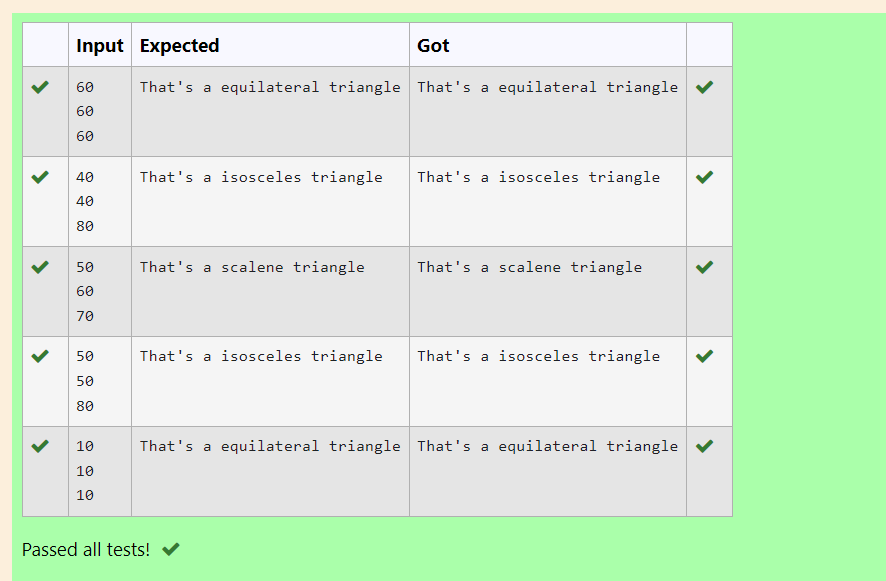 Input Expected Got
60 That's a equilateral triangle That's a equilateral triangle
60
60
40 That's a isosceles triangle That's a isosceles triangle
40
80
50 That's a scalene triangle That's a scalene triangle
60
70
50 That's a isosceles triangle That's a isosceles triangle
50
80
10 That's a equilateral triangle That's a equilateral triangle
10
10
Passed all tests!